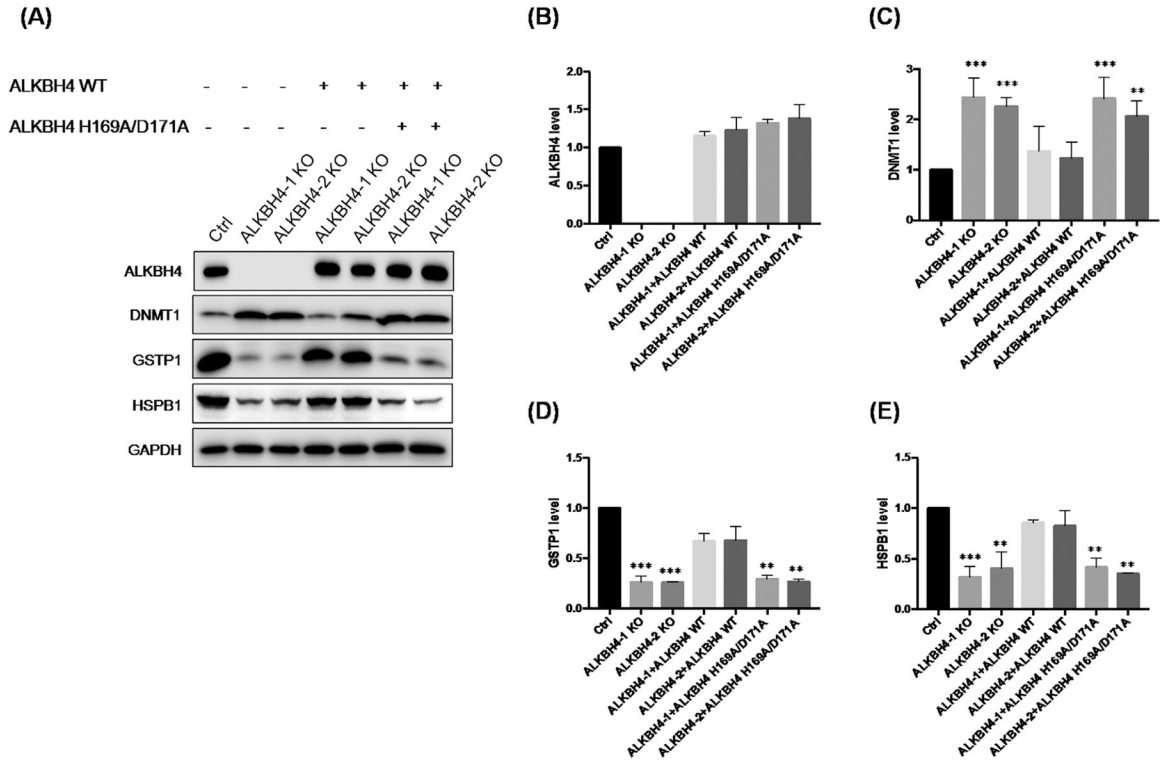 (A)
ALKBH4 WT - - - + + + +
ALKBH4 H169A/D171A - - - - - + +
Ctrl
ALKBH4-1 KO
ALKBH4-2 KO
ALKBH4-1 KO
ALKBH4-2 KO
ALKBH4-1 KO
ALKBH4-2 KO
ALKBH4
DNMT1
GSTP1
HSPB1
GAPDH
(B)
ALKBH4 level
2.0
1.5
1.0
0.5
0.0
Ctrl
ALKBH4-1 KO
ALKBH4-2 KO
ALKBH4-1+ALKBH4 WT
ALKBH4-2+ALKBH4 WT
ALKBH4-1+ALKBH4 H169A/D171A
ALKBH4-2+ALKBH4 H169A/D171A
(C)
DNMT1 level
3
2
1
0
***
***
***
**
Ctrl
ALKBH4-1 KO
ALKBH4-2 KO
ALKBH4-1+ALKBH4 WT
ALKBH4-2+ALKBH4 WT
ALKBH4-1+ALKBH4 H169A/D171A
ALKBH4-2+ALKBH4 H169A/D171A
(D)
GSTP1 level
1.5
1.0
0.5
0.0
***
***
**
**
Ctrl
ALKBH4-1 KO
ALKBH4-2 KO
ALKBH4-1+ALKBH4 WT
ALKBH4-2+ALKBH4 WT
ALKBH4-1+ALKBH4 H169A/D171A
ALKBH4-2+ALKBH4 H169A/D171A
(E)
HSPB1 level
1.5
1.0
0.5
0.0
***
**
**
**
Ctrl
ALKBH4-1 KO
ALKBH4-2 KO
ALKBH4-1+ALKBH4 WT
ALKBH4-2+ALKBH4 WT
ALKBH4-1+ALKBH4 H169A/D171A
ALKBH4-2+ALKBH4 H169A/D171A